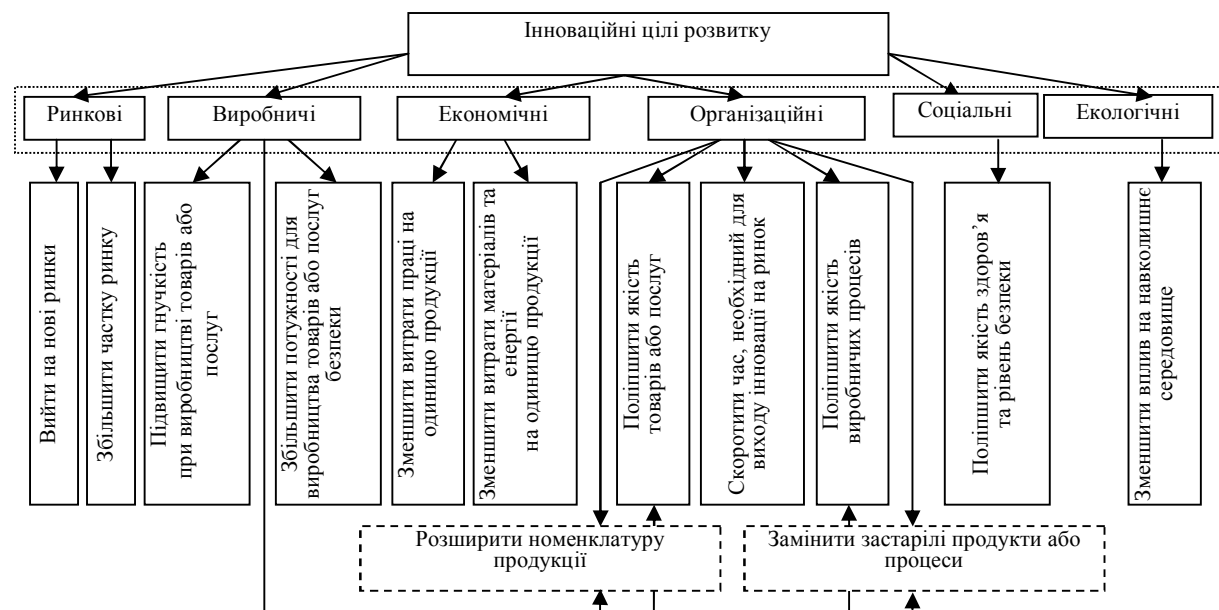 Інноваційні цілі розвитку
Ринкові
Виробничі
Економічні
Організаційні
Соціальні
Екологічні
Вийти на нові ринки
Збільшити частку ринку
Підвищити гнучкість
при виробництві товарів або
послуг
Збільшити потужності для
виробництва товарів або послуг
безпеки
Зменшити витрати праці на
одиницю продукції
Зменшити витрати матеріалів та
енергії
на одиницю продукції
Поліпшити якість
товарів або послуг
Скоротити час, необхідний для
виходу інновації на ринок
Поліпшити якість
виробничих процесів
Поліпшити якість здоров’я
та рівень безпеки
Зменшити вплив на навколишнє
середовище
Розширити номенклатуру
продукції
Замінити застарілі продукти або
процеси